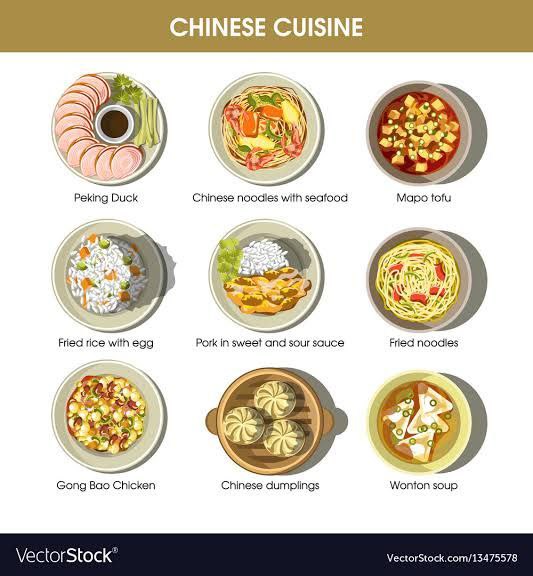 CHINESE CUISINE
Peking Duck
Chinese noodles with seafood
Mapo tofu
Fried rice with egg
Pork in sweet and sour sauce
Fried noodles
Gong Bao Chicken
Chinese dumplings
Wonton soup
VectorStock®
VectorStock.com/13475578